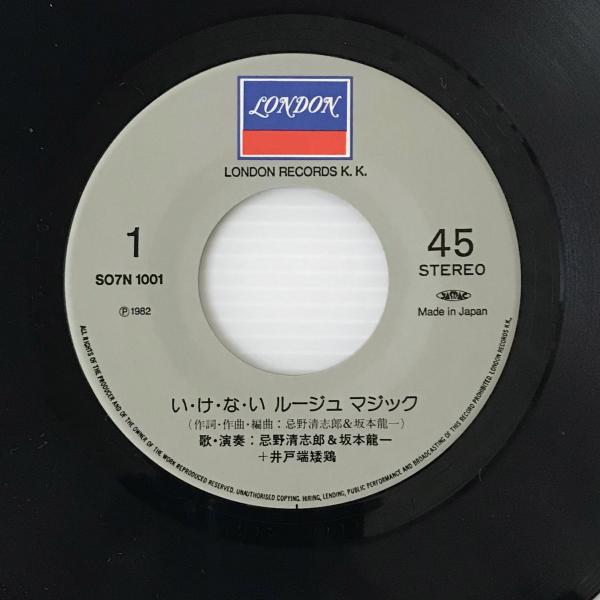 LONDON
LONDON RECORDS K. K.
1
45
STEREO
S07N 1001
JASRAC
℗ 1982
Made in Japan
い・け・な・い ルージュ マジック
(作詞・作曲・編曲：忌野清志郎＆坂本龍一)
歌・演奏：忌野清志郎＆坂本龍一
＋井戸端矮鶏
ALL RIGHTS OF THE PRODUCER AND OF THE OWNER OF THE WORK REPRODUCED RESERVED. UNAUTHORISED COPYING, HIRING, LENDING, PUBLIC PERFORMANCE AND BROADCASTING OF THIS RECORD PROHIBITED. LONDON RECORDS K.K.